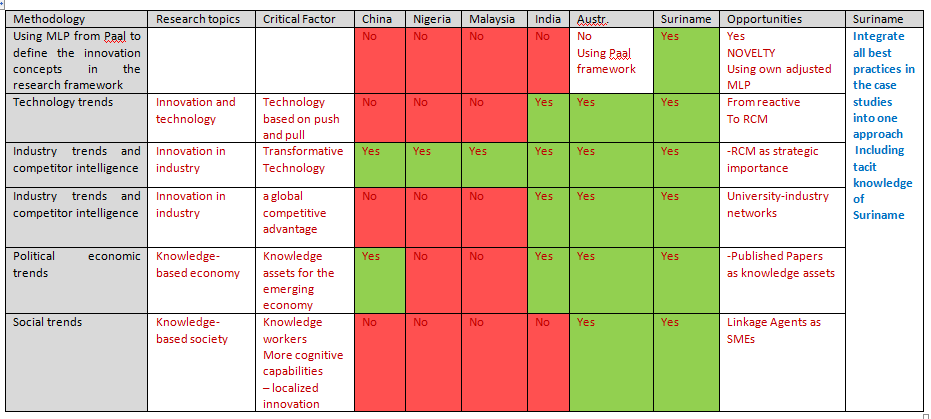 Methodology Research topics Critical Factor China Nigeria Malaysia India Austr. Suriname Opportunities Suriname
Using MLP from Paal to
define the innovation
concepts in the
research framework
No
No
No
No
No
Using Paal
framework
Yes
Yes
NOVELTY
Using own adjusted
MLP
Integrate
all best
practices in
the case
studies
into one
approach
Including
tacit
knowledge
of
Suriname
Technology trends
Innovation and
technology
Technology
based on push
and pull
No
No
No
Yes
Yes
Yes
From reactive
To RCM
Industry trends and
competitor intelligence
Innovation in
industry
Transformative
Technology
Yes
Yes
Yes
Yes
Yes
Yes
-RCM as strategic
importance
Industry trends and
competitor intelligence
Innovation in
industry
a global
competitive
advantage
No
No
No
Yes
Yes
Yes
University-industry
networks
Political economic
trends
Knowledge-
based economy
Knowledge
assets for the
emerging
economy
Yes
No
No
Yes
Yes
Yes
-Published Papers
as knowledge assets
Social trends
Knowledge-
based society
Knowledge
workers
More cognitive
capabilities
– localized
innovation
No
No
No
No
Yes
Yes
Linkage Agents as
SMEs